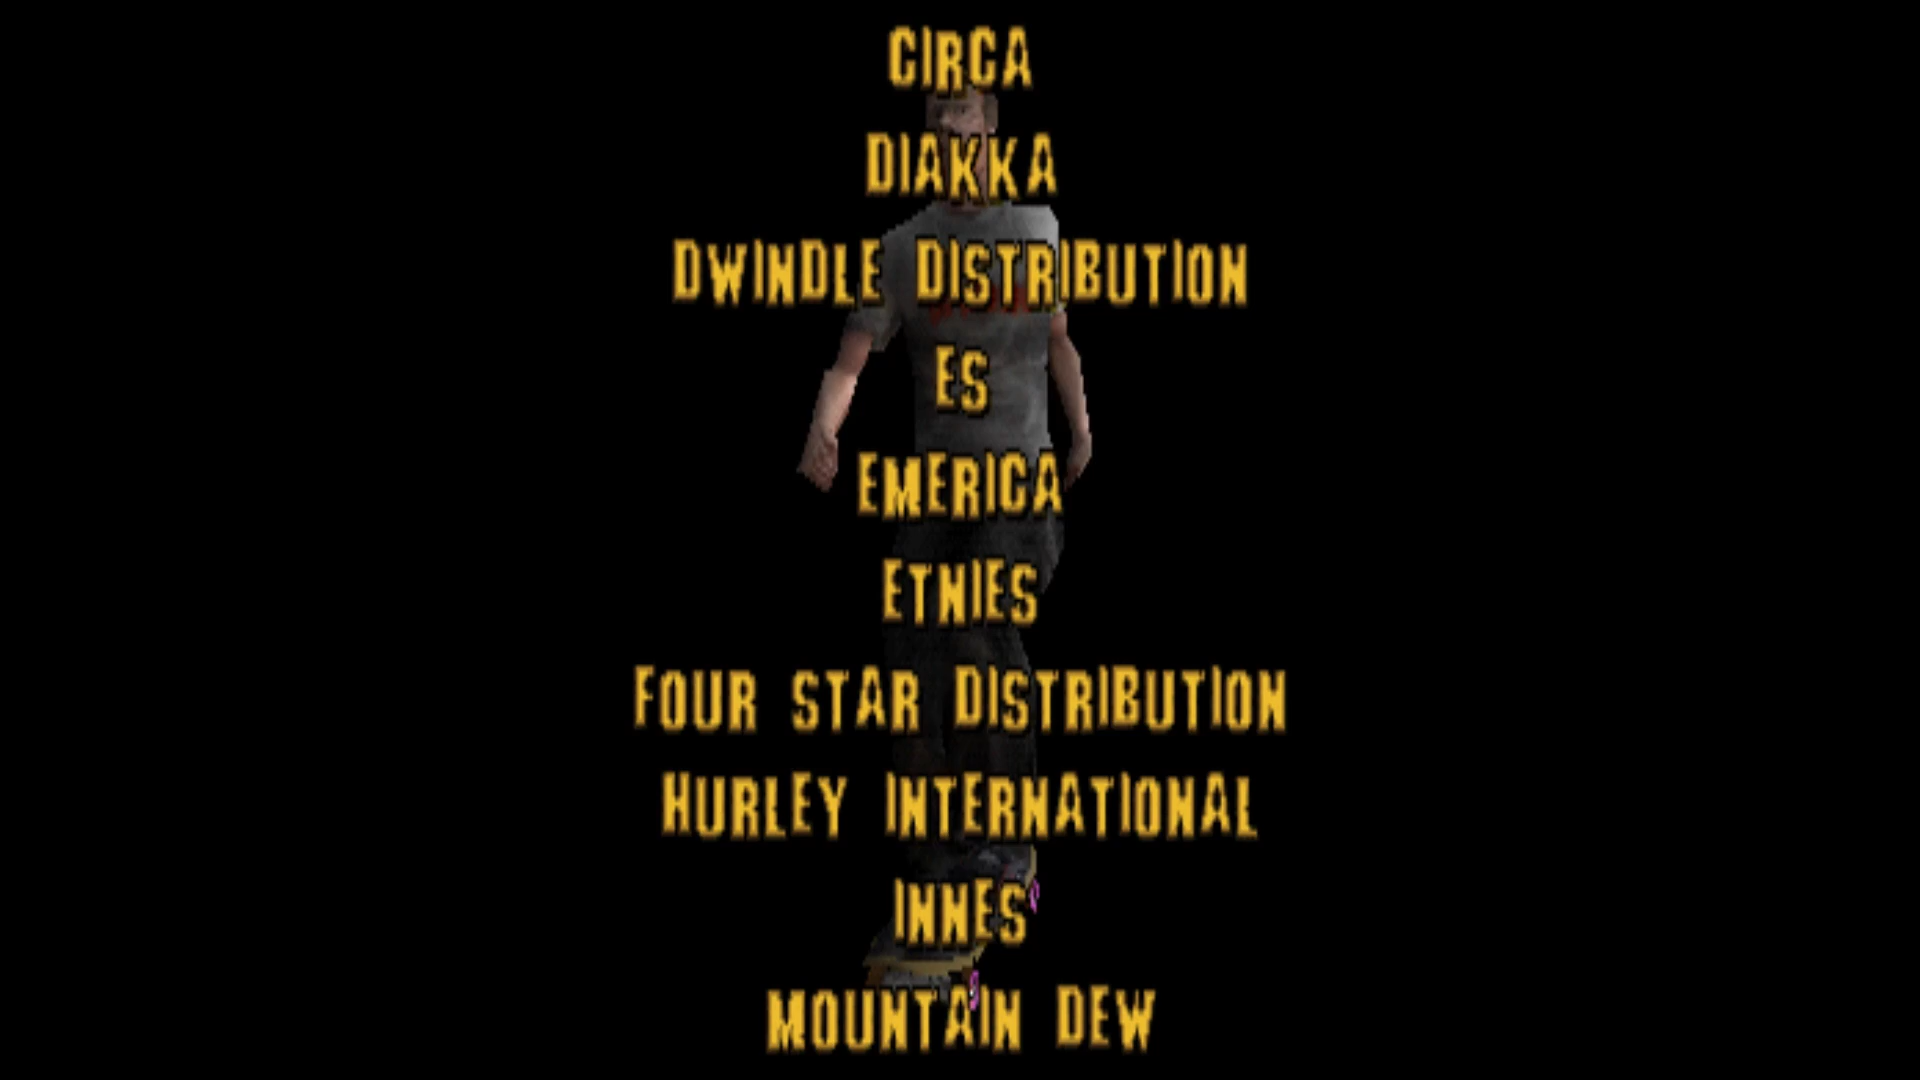 CIRCA
DIAKKA
DWINDLE DISTRIBUTION
ES
EMERICA
ETNIES
FOUR STAR DISTRIBUTION
HURLEY INTERNATIONAL
INNES
MOUNTAIN DEW